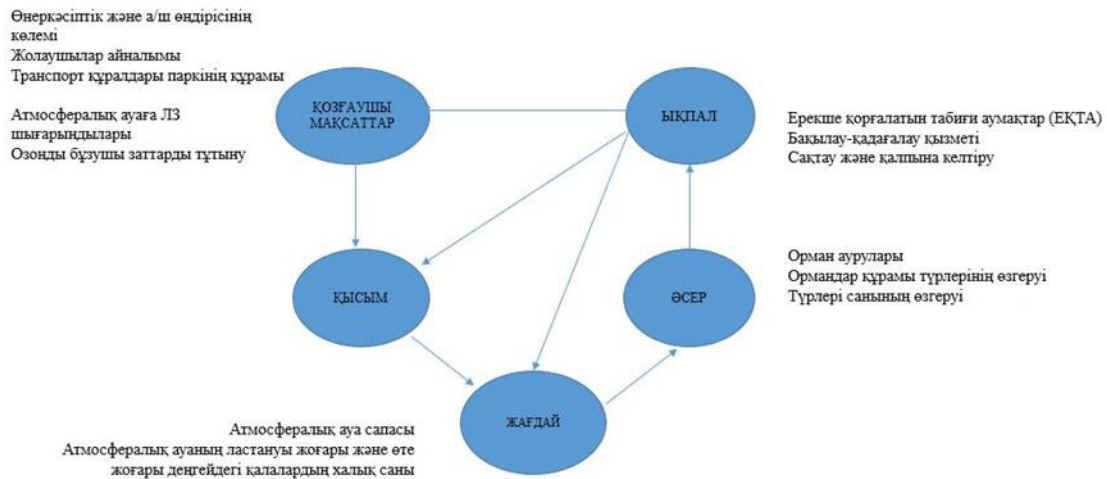 Өнеркәсіптік және а/ш өндірісінің
көлемі
Жолаушылар айналымы
Транспорт құралдары паркінің құрамы
Атмосфералық ауаға ЛЗ
шығарындылары
Озонды бұзушы заттарды тұтыну
ҚОЗҒАУШЫ
МАҚСАТТАР
ЫҚПАЛ
Ерекше қорғалатын табиғи аумақтар (ЕҚТА)
Бақылау-қадағалау қызметі
Сақтау және қалпына келтіру
ҚЫСЫМ
ӘСЕР
Орман аурулары
Ормандар құрамы түрлерінің өзгеруі
Түрлері санының өзгеруі
ЖАҒДАЙ
Атмосфералық ауа сапасы
Атмосфералық ауаның ластануы жоғары және өте
жоғары деңгейдегі қалалардың халық саны